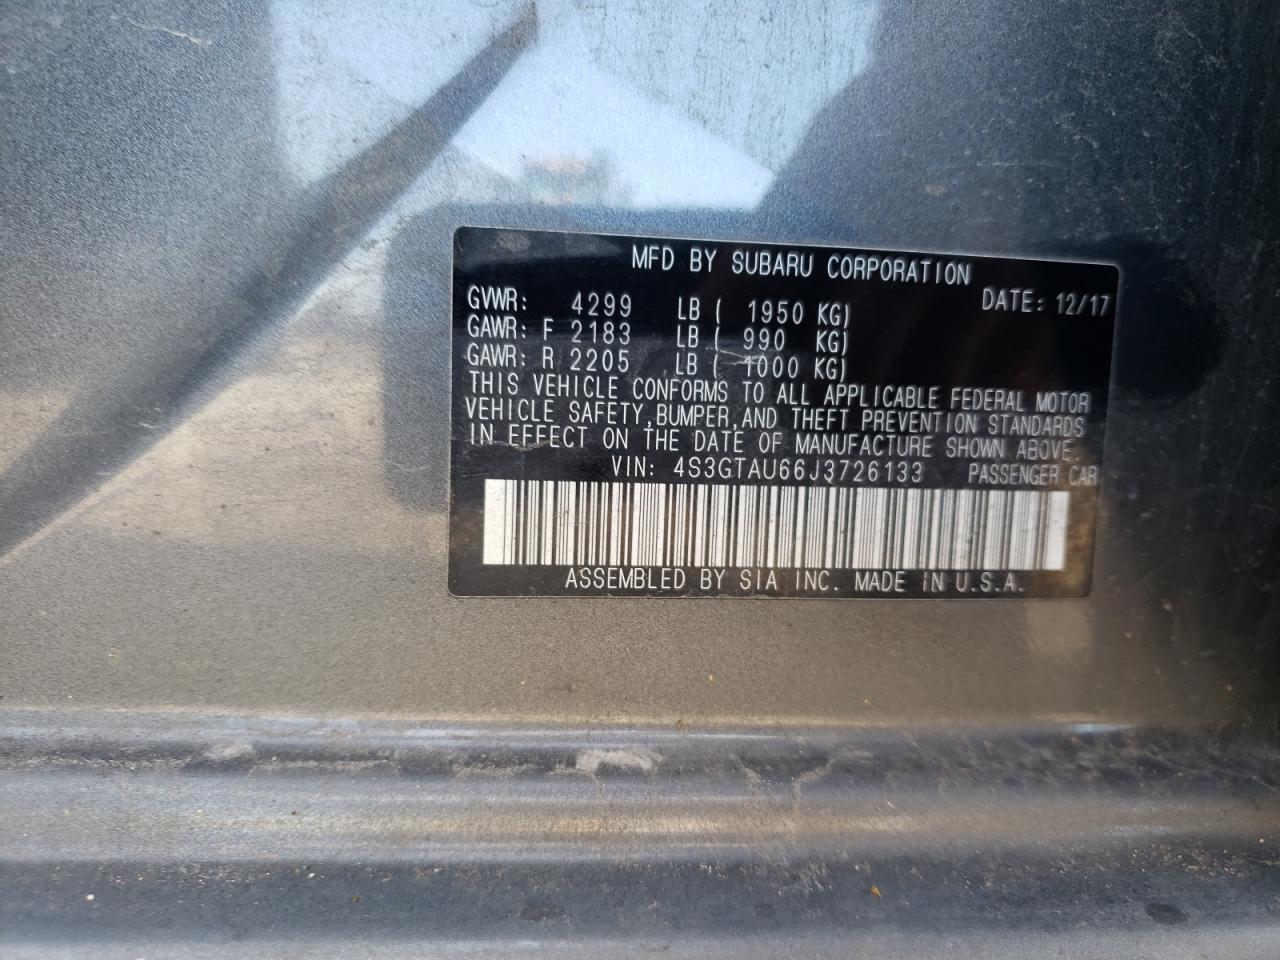 MFD BY SUBARU CORPORATION
GVWR: 4299 LB ( 1950 KG) DATE: 12/17
GAWR: F 2183 LB ( 990 KG)
GAWR: R 2205 LB ( 1000 KG)
THIS VEHICLE CONFORMS TO ALL APPLICABLE FEDERAL MOTOR
VEHICLE SAFETY,BUMPER,AND THEFT PREVENTION STANDARDS
IN EFFECT ON THE DATE OF MANUFACTURE SHOWN ABOVE.
VIN: 4S3GTAU66J3726133 PASSENGER CAR
ASSEMBLED BY SIA INC. MADE IN U.S.A.